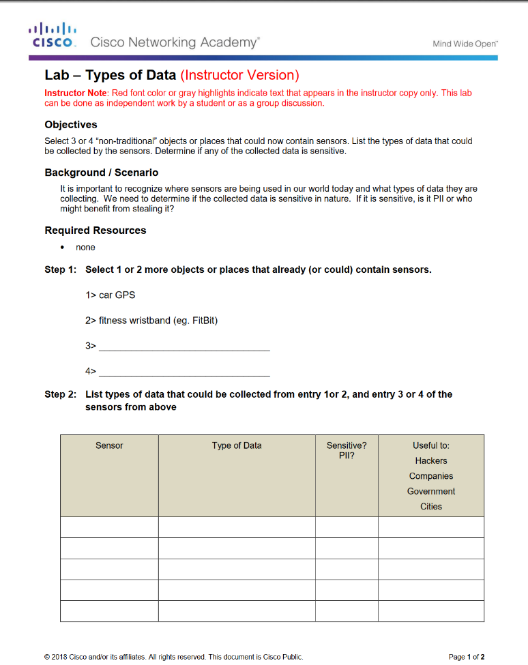 CISCO. Cisco Networking Academy®
Mind Wide Open®
Lab – Types of Data (Instructor Version)
Instructor Note: Red font color or gray highlights indicate text that appears in the instructor copy only. This lab
can be done as independent work by a student or as a group discussion.
Objectives
Select 3 or 4 “non-traditional” objects or places that could now contain sensors. List the types of data that could
be collected by the sensors. Determine if any of the collected data is sensitive.
Background / Scenario
It is important to recognize where sensors are being used in our world today and what types of data they are
collecting. We need to determine if the collected data is sensitive in nature. If it is sensitive, is it PII or who
might benefit from stealing it?
Required Resources
• none
Step 1: Select 1 or 2 more objects or places that already (or could) contain sensors.
1> car GPS
2> fitness wristband (eg. FitBit)
3> ________________________________
4> ________________________________
Step 2: List types of data that could be collected from entry 1or 2, and entry 3 or 4 of the
sensors from above
Sensor
Type of Data
Sensitive?
PII?
Useful to:
Hackers
Companies
Government
Cities
© 2018 Cisco and/or its affiliates. All rights reserved. This document is Cisco Public.
Page 1 of 2